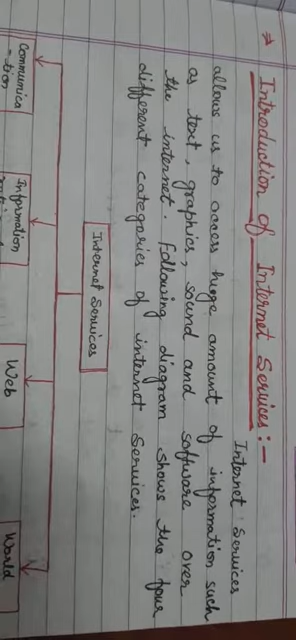 ⇒ Introduction of Internet Services:-
Internet Services
allows us to access huge amount of information such
as text, graphics, sound and software over
the internet. Following diagram shows the four
different categories of internet Services.
Internet Services
Communica
-tion
Information
Web
World